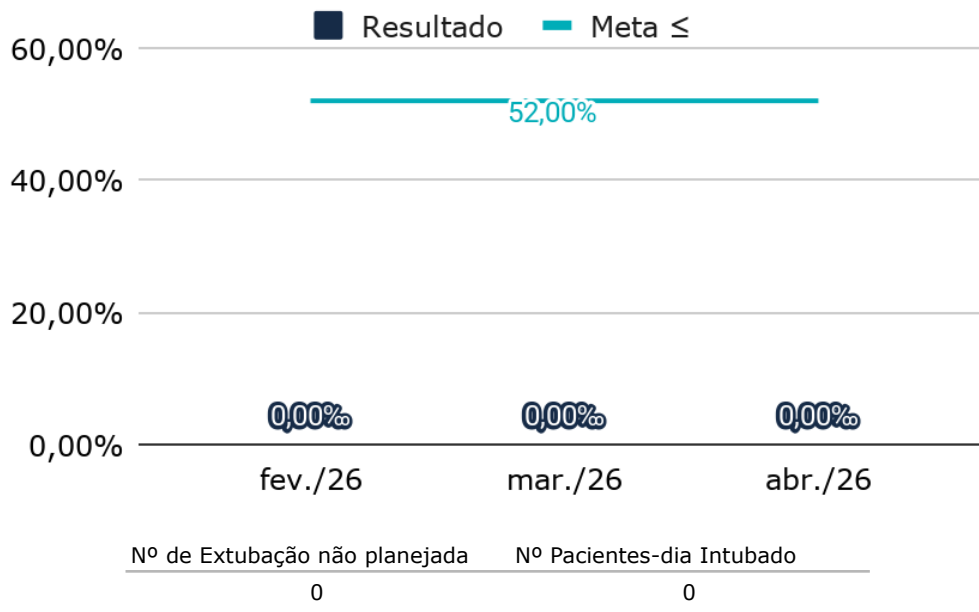 Resultado Meta ≤
60,00%
52,00%
40,00%
20,00%
0,00‰ 0,00‰ 0,00‰
0,00%
fev./26 mar./26 abr./26
Nº de Extubação não planejada Nº Pacientes-dia Intubado
0 0